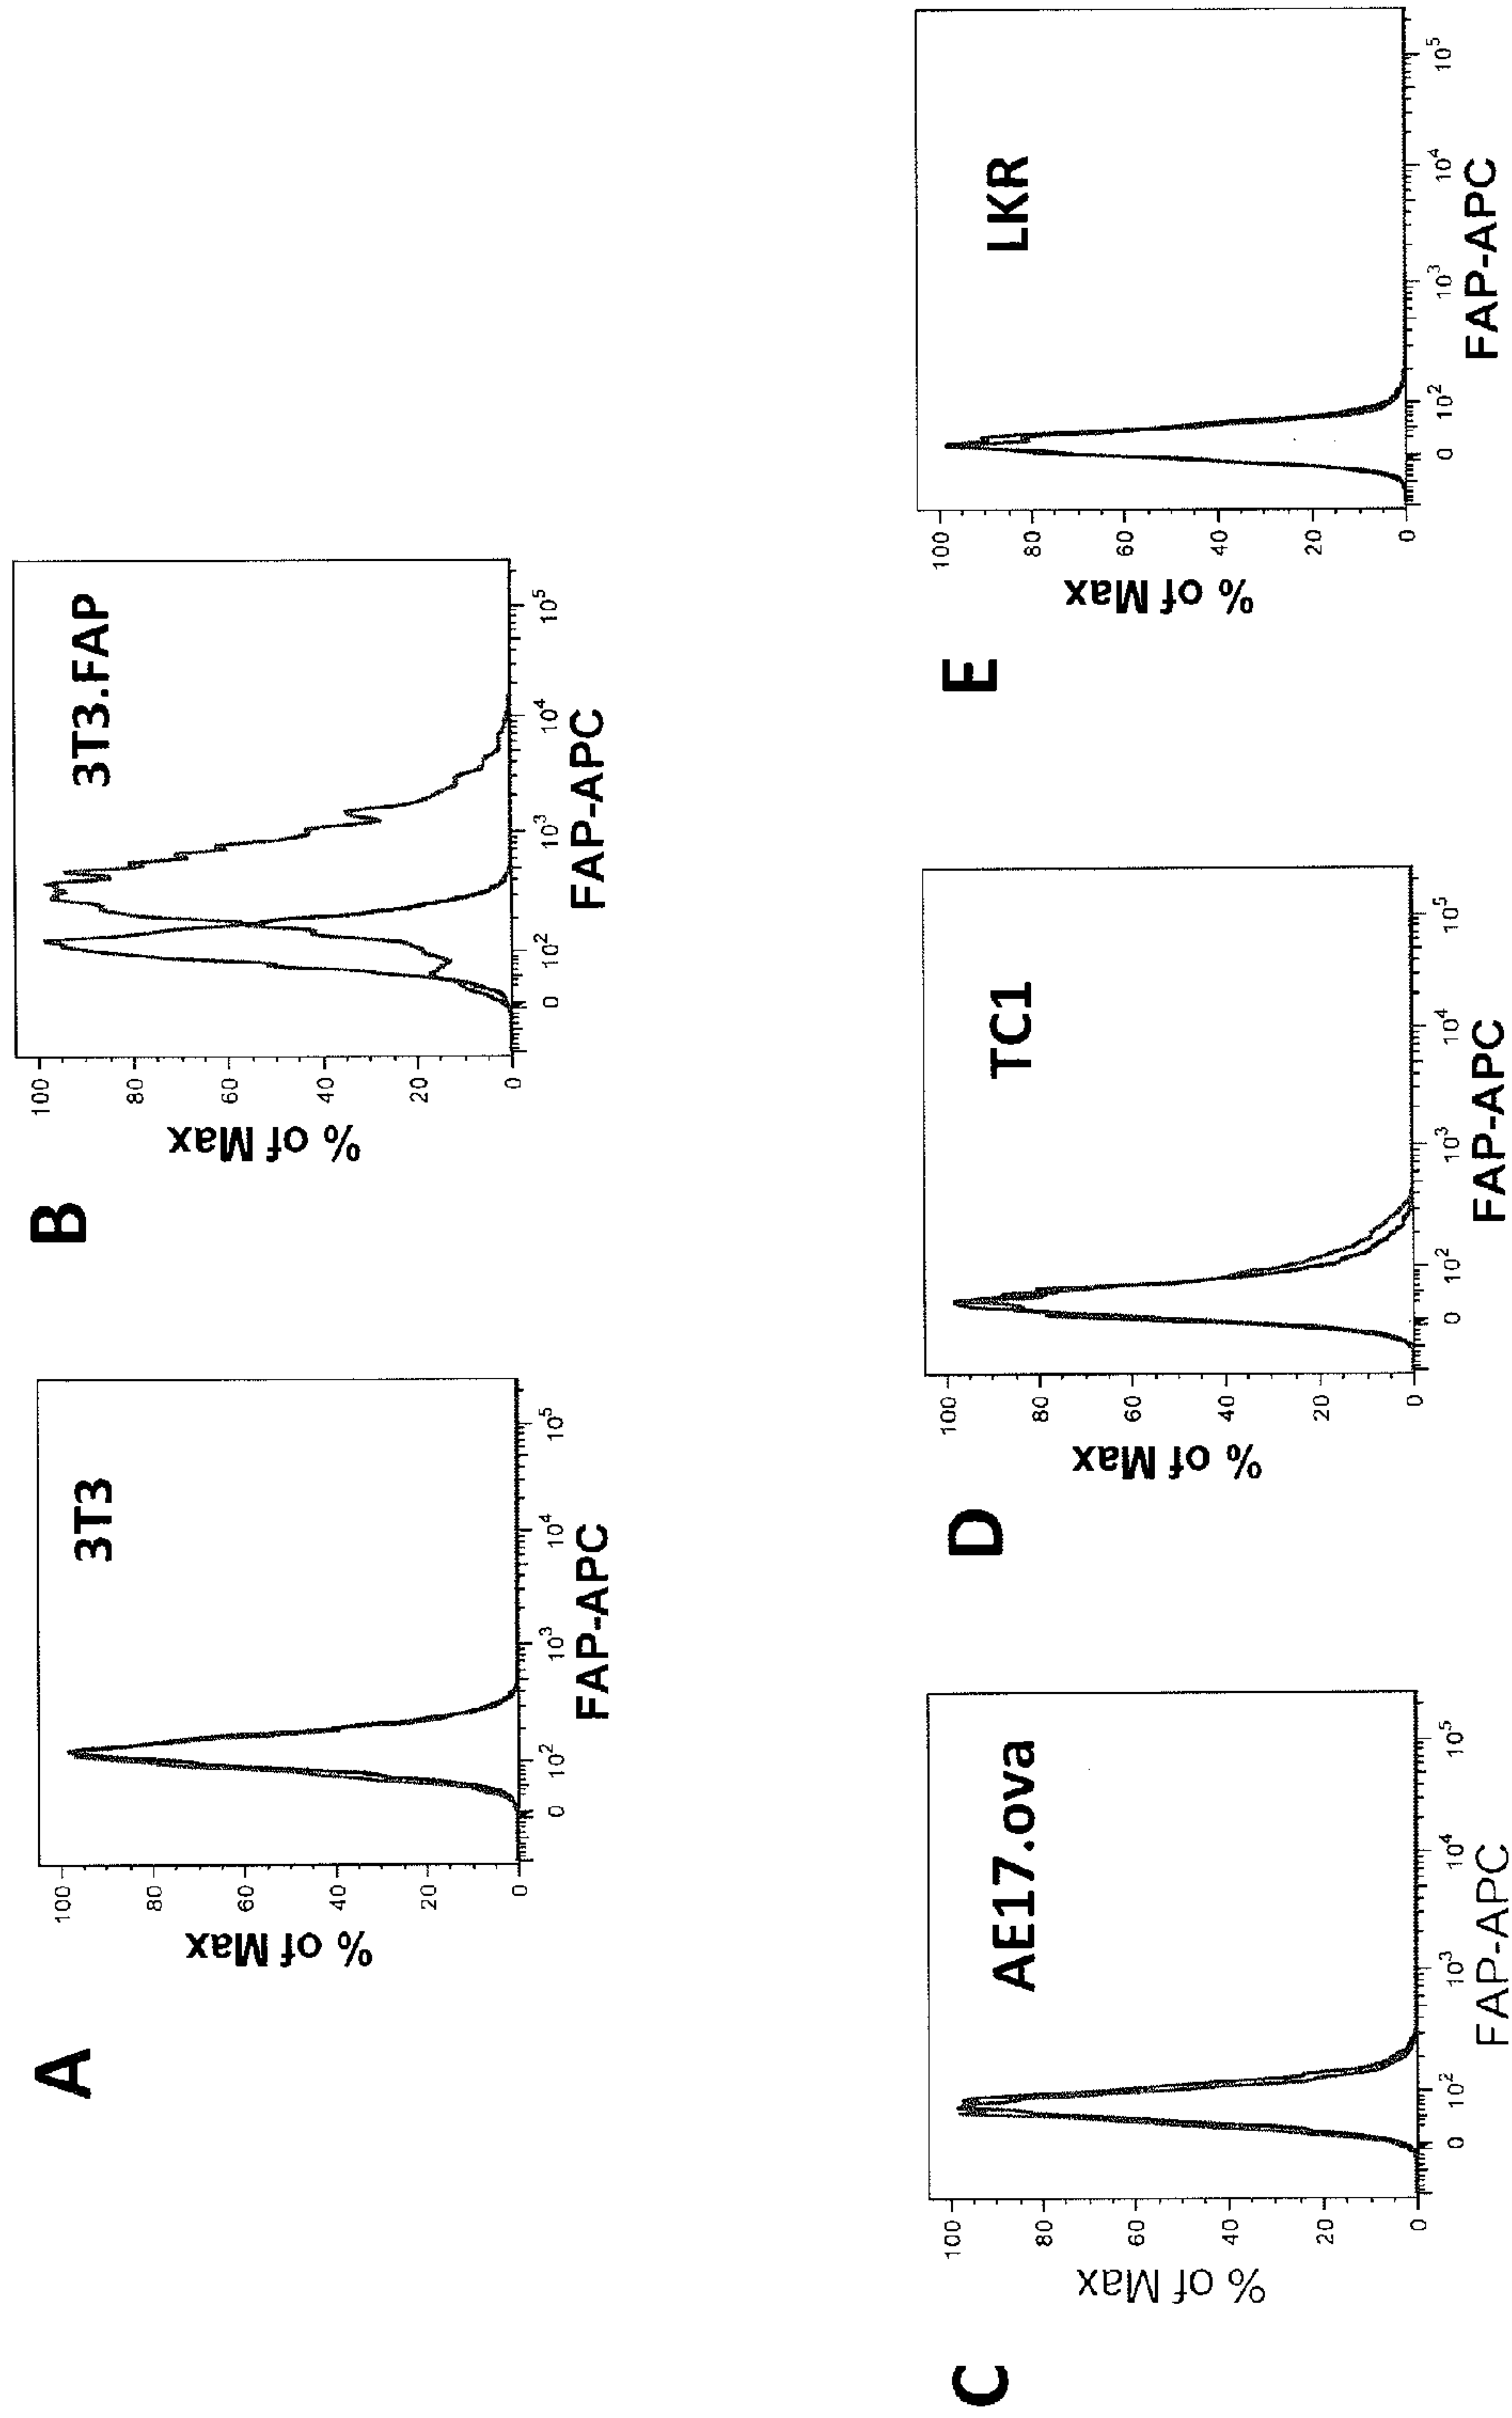 A
3T3
% of Max
100
80
60
40
20
0
0 10² 10³ 10⁴ 10⁵
FAP-APC
B
3T3.FAP
% of Max
100
80
60
40
20
0
0 10² 10³ 10⁴ 10⁵
FAP-APC
C
AE17.ova
% of Max
100
80
60
40
20
0
0 10² 10³ 10⁴ 10⁵
FAP-APC
D
TC1
% of Max
100
80
60
40
20
0
0 10² 10³ 10⁴ 10⁵
FAP-APC
E
LKR
% of Max
100
80
60
40
20
0
0 10² 10³ 10⁴ 10⁵
FAP-APC